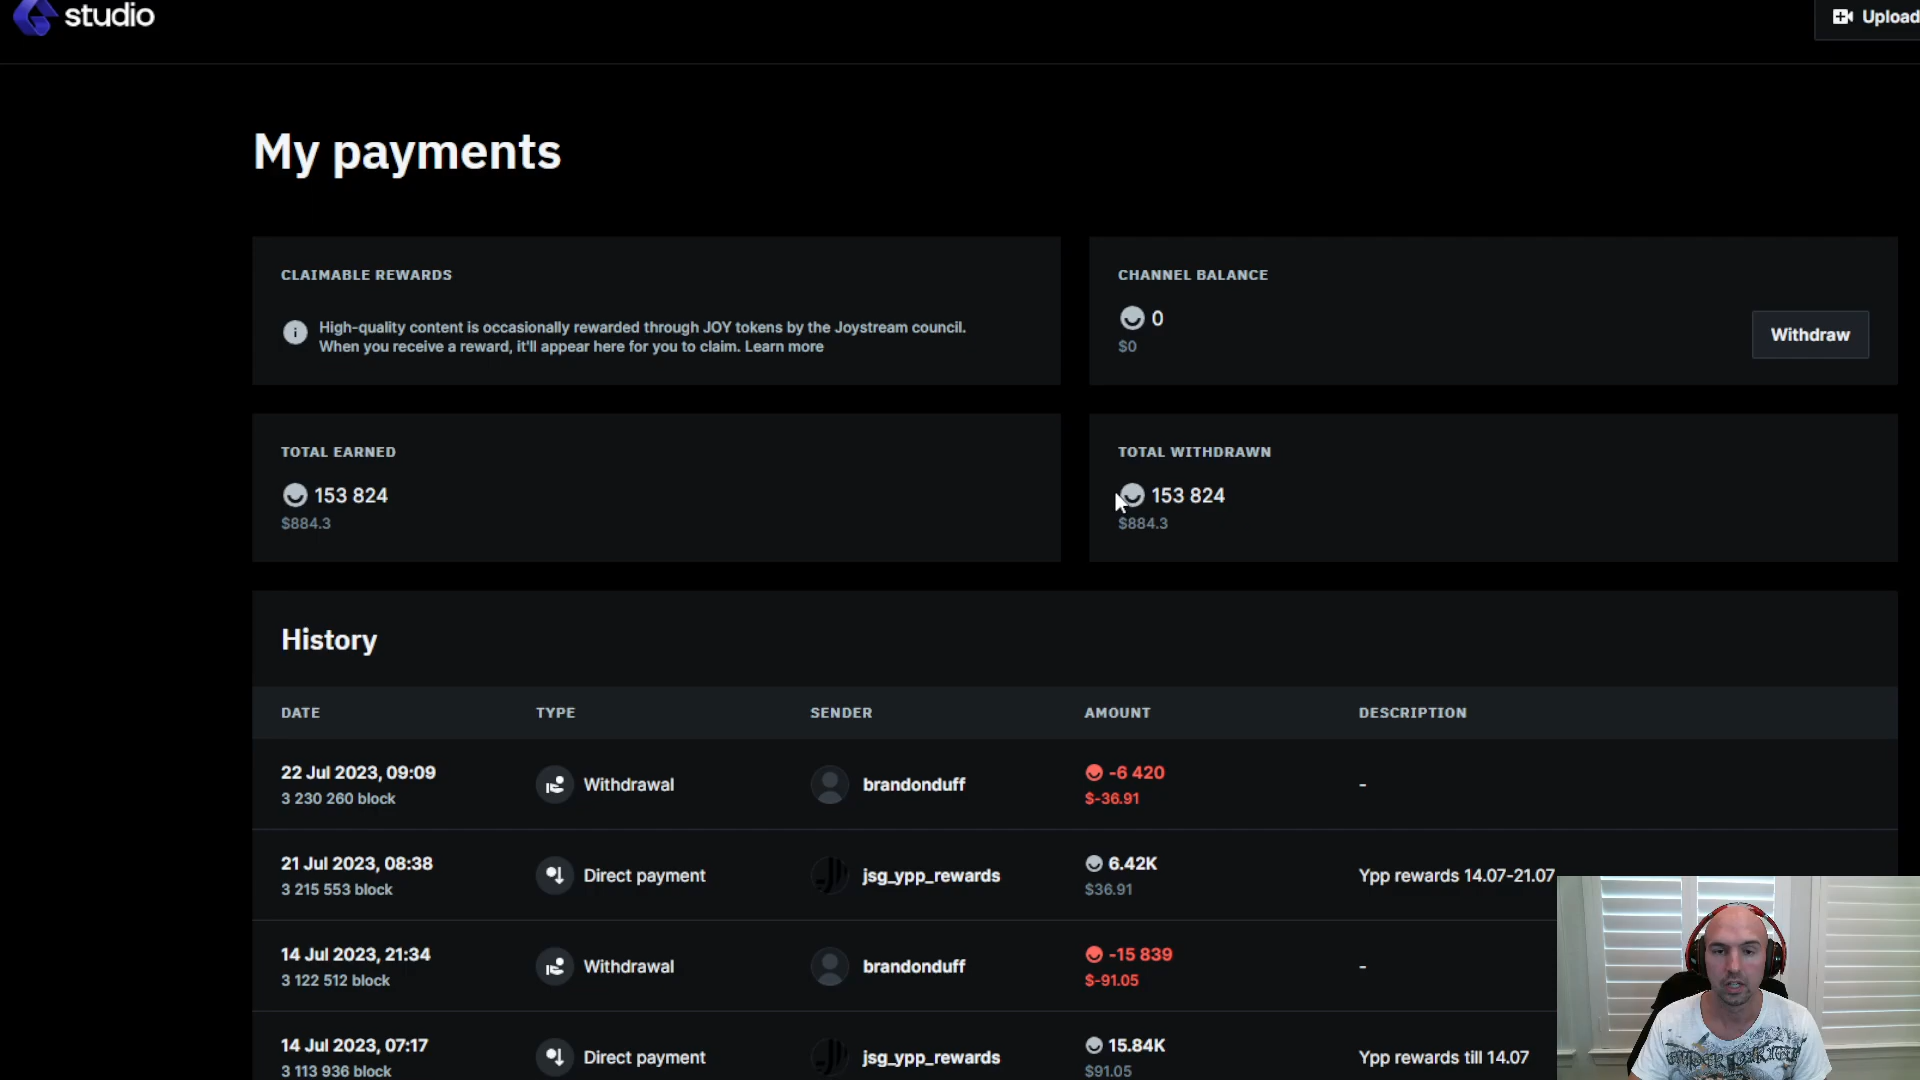 studio
Upload
My payments
CLAIMABLE REWARDS
High-quality content is occasionally rewarded through JOY tokens by the Joystream council.
When you receive a reward, it'll appear here for you to claim. Learn more
CHANNEL BALANCE
0
$0
Withdraw
TOTAL EARNED
153 824
$884.3
TOTAL WITHDRAWN
153 824
$884.3
History
DATE TYPE SENDER AMOUNT DESCRIPTION
22 Jul 2023, 09:09
3 230 260 block
Withdrawal
brandonduff
-6 420
$-36.91
-
21 Jul 2023, 08:38
3 215 553 block
Direct payment
jsg_ypp_rewards
6.42K
$36.91
Ypp rewards 14.07-21.07
14 Jul 2023, 21:34
3 122 512 block
Withdrawal
brandonduff
-15 839
$-91.05
-
14 Jul 2023, 07:17
3 113 936 block
Direct payment
jsg_ypp_rewards
15.84K
$91.05
Ypp rewards till 14.07